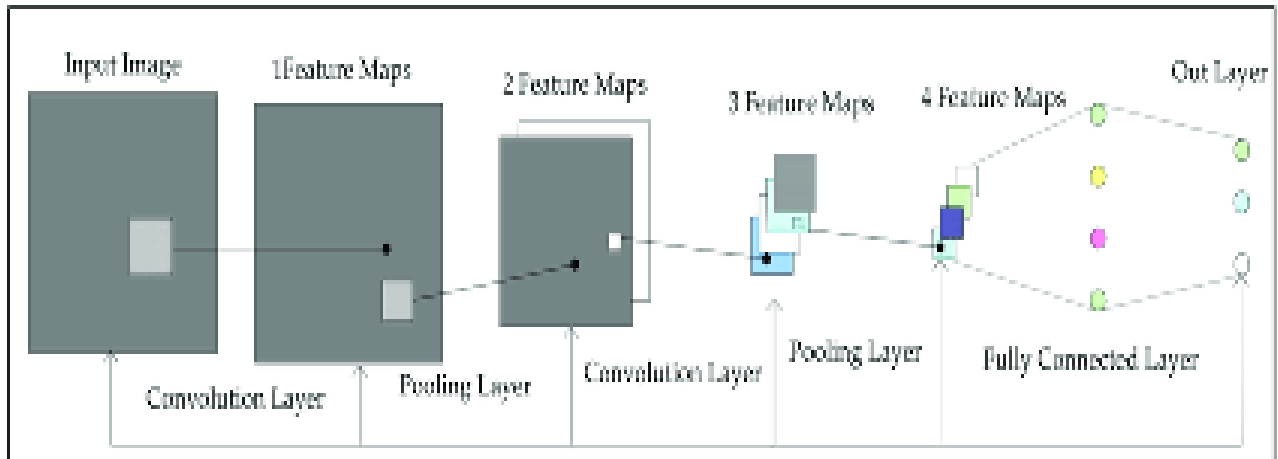 Input Image
1Feature Maps
2 Feature Maps
3 Feature Maps
4 Feature Maps
Out Layer
Convolution Layer
Pooling Layer
Convolution Layer
Pooling Layer
Fully Connected Layer